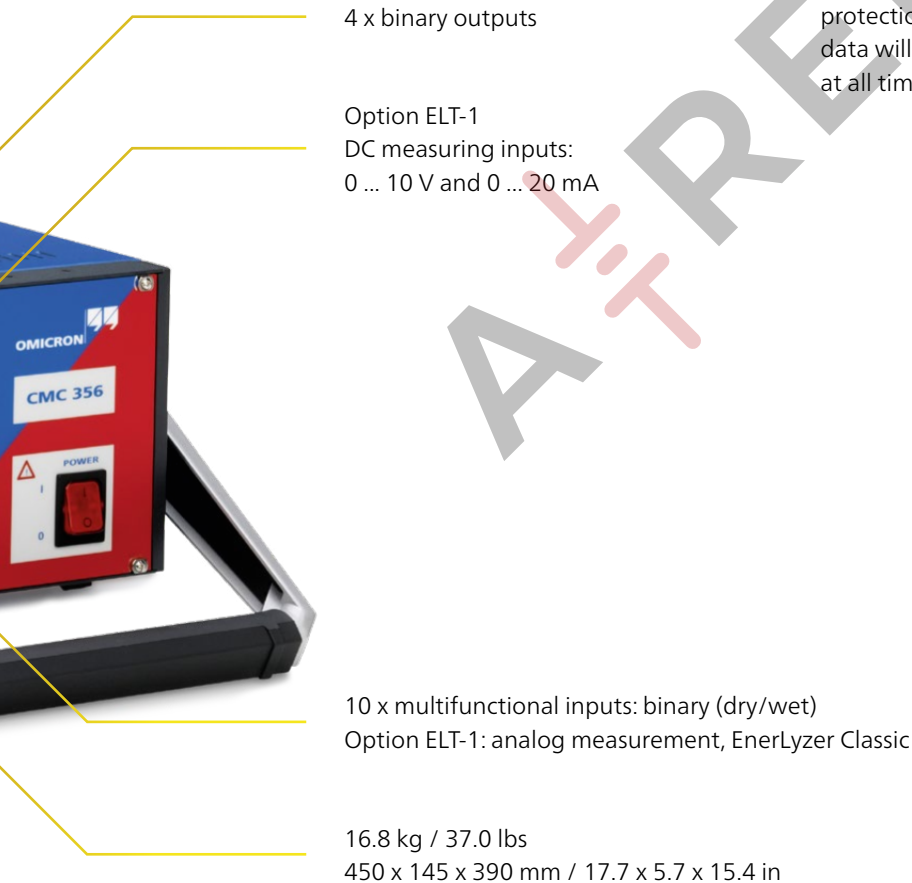 4 x binary outputs
protectio
data will
at all tim
Option ELT-1
DC measuring inputs:
0 ... 10 V and 0 ... 20 mA
OMICRON
CMC 356
POWER
I
0
10 x multifunctional inputs: binary (dry/wet)
Option ELT-1: analog measurement, EnerLyzer Classic
16.8 kg / 37.0 lbs
450 x 145 x 390 mm / 17.7 x 5.7 x 15.4 in